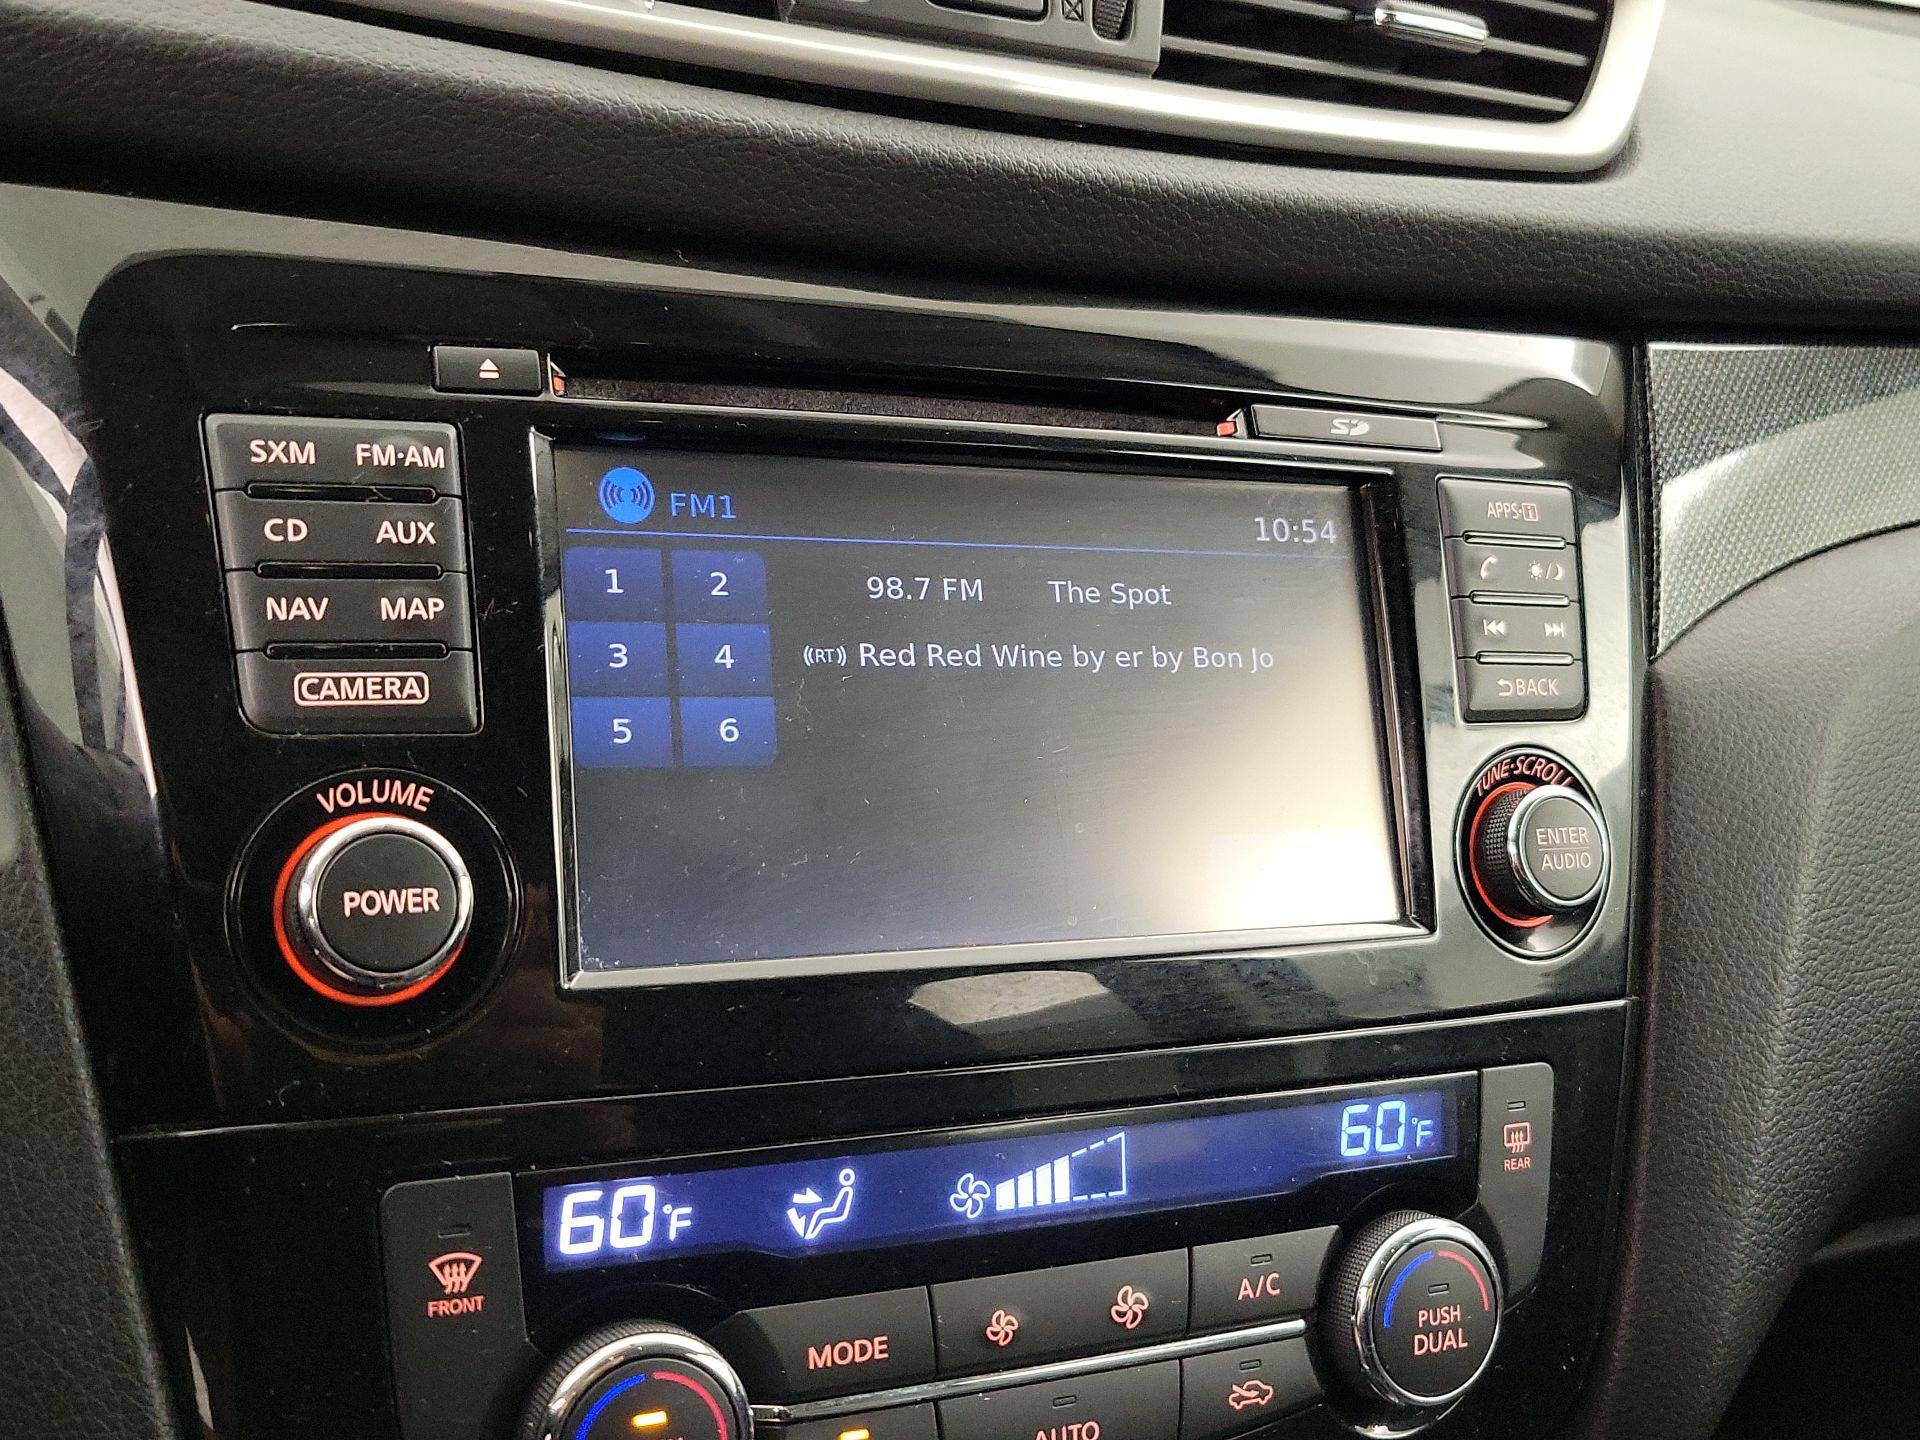 SXM FM·AM
CD AUX
NAV MAP
CAMERA
VOLUME
POWER
SD
FM1
10:54
1 2
3 4
5 6
98.7 FM The Spot
((RT)) Red Red Wine by er by Bon Jo
APPS·i
BACK
TUNE·SCROLL
ENTER
AUDIO
60°F
60°F
FRONT
REAR
MODE
A/C
PUSH
DUAL
AUTO